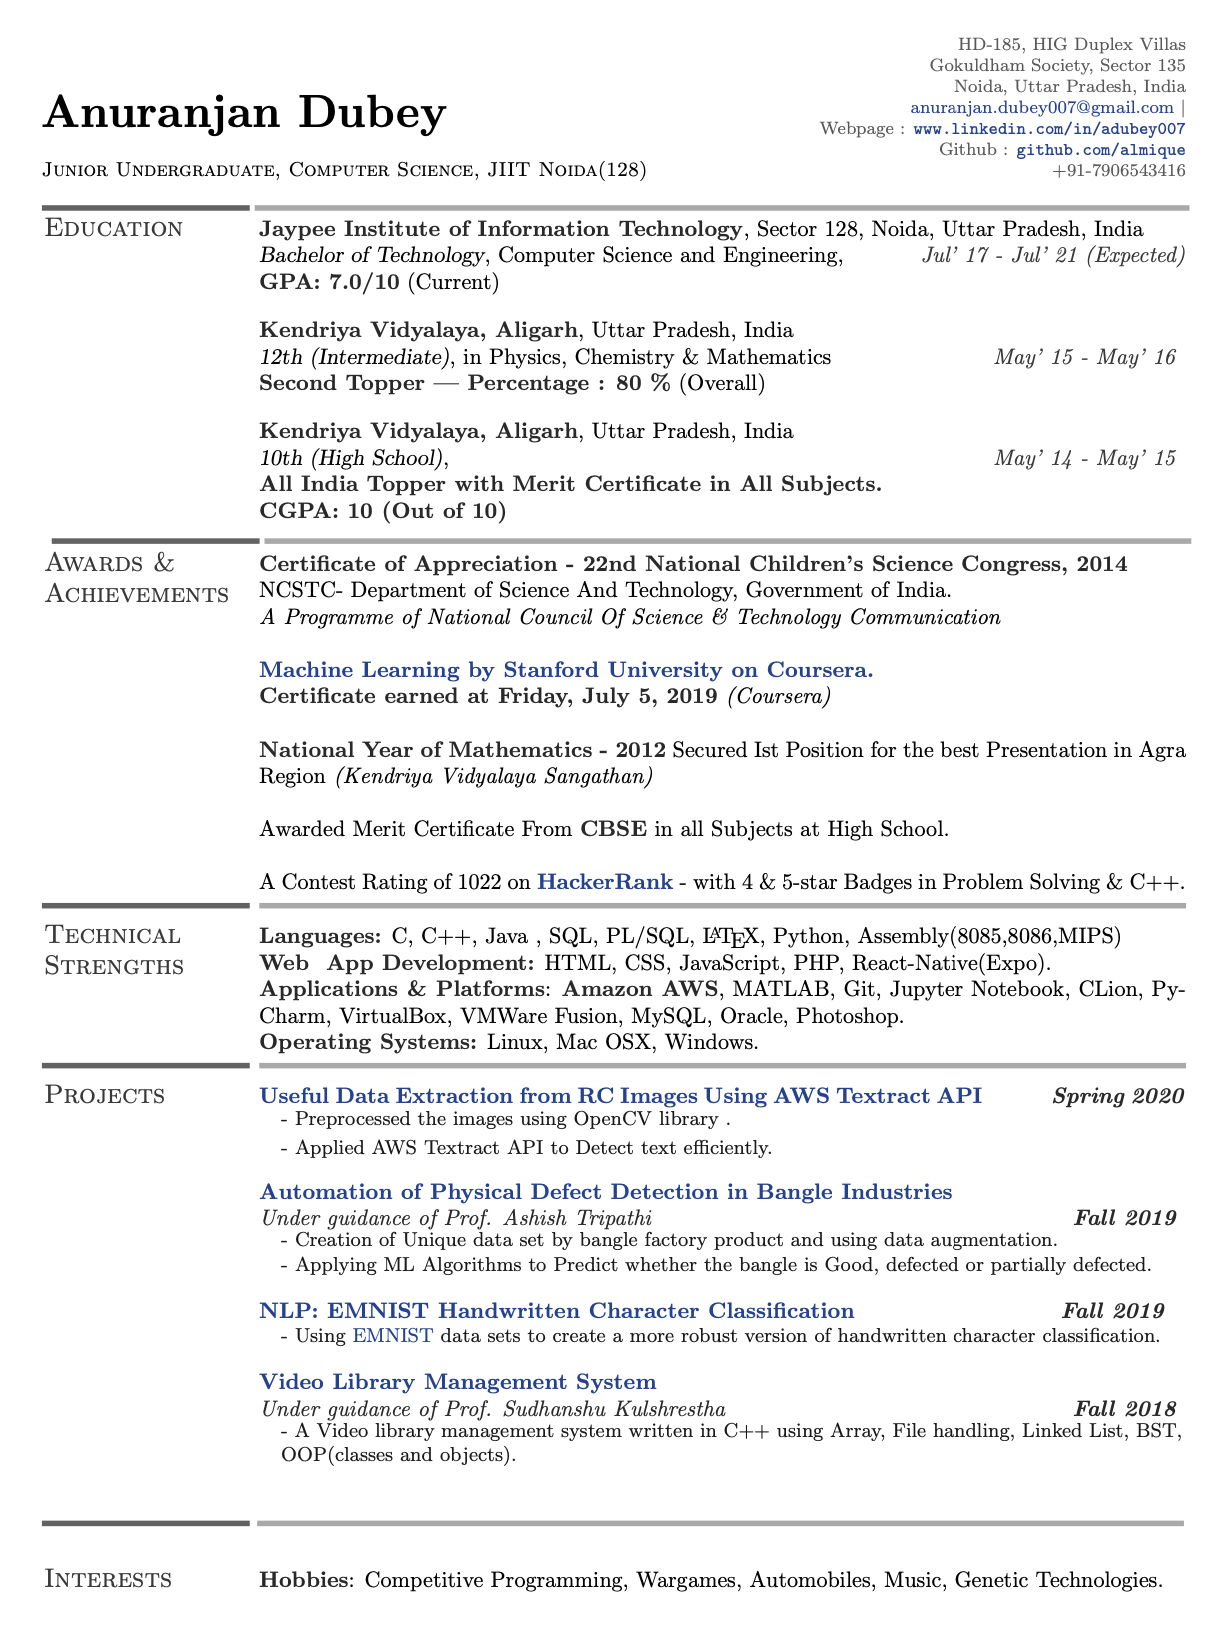 HD-185, HIG Duplex Villas
Gokuldham Society, Sector 135
Noida, Uttar Pradesh, India
anuranjan.dubey007@gmail.com |
Webpage : www.linkedin.com/in/adubey007
Github : github.com/almique
+91-7906543416
Anuranjan Dubey
Junior Undergraduate, Computer Science, JIIT Noida(128)
Education
Jaypee Institute of Information Technology, Sector 128, Noida, Uttar Pradesh, India
Bachelor of Technology, Computer Science and Engineering, Jul' 17 - Jul' 21 (Expected)
GPA: 7.0/10 (Current)
Kendriya Vidyalaya, Aligarh, Uttar Pradesh, India
12th (Intermediate), in Physics, Chemistry & Mathematics May' 15 - May' 16
Second Topper — Percentage : 80 % (Overall)
Kendriya Vidyalaya, Aligarh, Uttar Pradesh, India
10th (High School), May' 14 - May' 15
All India Topper with Merit Certificate in All Subjects.
CGPA: 10 (Out of 10)
Awards &
Achievements
Certificate of Appreciation - 22nd National Children's Science Congress, 2014
NCSTC- Department of Science And Technology, Government of India.
A Programme of National Council Of Science & Technology Communication
Machine Learning by Stanford University on Coursera.
Certificate earned at Friday, July 5, 2019 (Coursera)
National Year of Mathematics - 2012 Secured Ist Position for the best Presentation in Agra
Region (Kendriya Vidyalaya Sangathan)
Awarded Merit Certificate From CBSE in all Subjects at High School.
A Contest Rating of 1022 on HackerRank - with 4 & 5-star Badges in Problem Solving & C++.
Technical
Strengths
Languages: C, C++, Java , SQL, PL/SQL, LATEX, Python, Assembly(8085,8086,MIPS)
Web App Development: HTML, CSS, JavaScript, PHP, React-Native(Expo).
Applications & Platforms: Amazon AWS, MATLAB, Git, Jupyter Notebook, CLion, Py-
Charm, VirtualBox, VMWare Fusion, MySQL, Oracle, Photoshop.
Operating Systems: Linux, Mac OSX, Windows.
Projects
Useful Data Extraction from RC Images Using AWS Textract API Spring 2020
- Preprocessed the images using OpenCV library .
- Applied AWS Textract API to Detect text efficiently.
Automation of Physical Defect Detection in Bangle Industries
Under guidance of Prof. Ashish Tripathi Fall 2019
- Creation of Unique data set by bangle factory product and using data augmentation.
- Applying ML Algorithms to Predict whether the bangle is Good, defected or partially defected.
NLP: EMNIST Handwritten Character Classification Fall 2019
- Using EMNIST data sets to create a more robust version of handwritten character classification.
Video Library Management System
Under guidance of Prof. Sudhanshu Kulshrestha Fall 2018
- A Video library management system written in C++ using Array, File handling, Linked List, BST,
OOP(classes and objects).
Interests
Hobbies: Competitive Programming, Wargames, Automobiles, Music, Genetic Technologies.